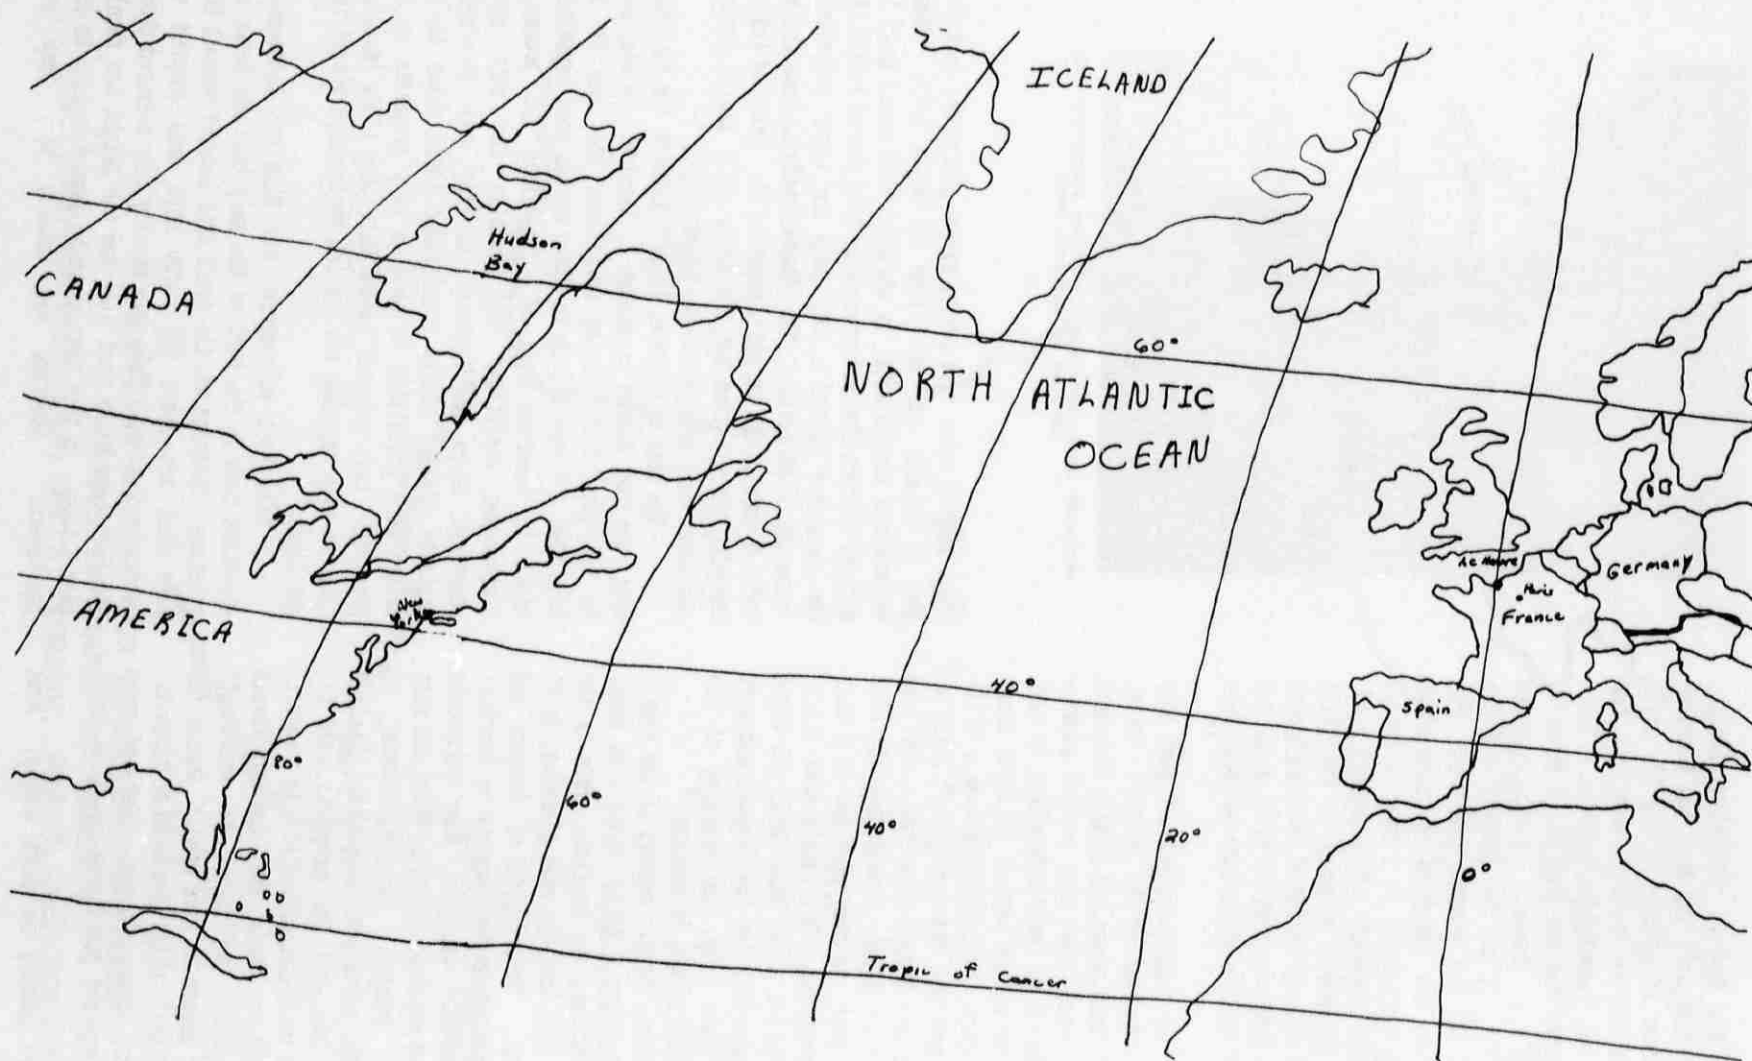 ICELAND
Hudson
Bay
CANADA
60°
NORTH ATLANTIC
OCEAN
Le Havre
Germany
Paris
France
New
York
AMERICA
40°
Spain
80°
60°
40°
20°
0°
Tropic of Cancer